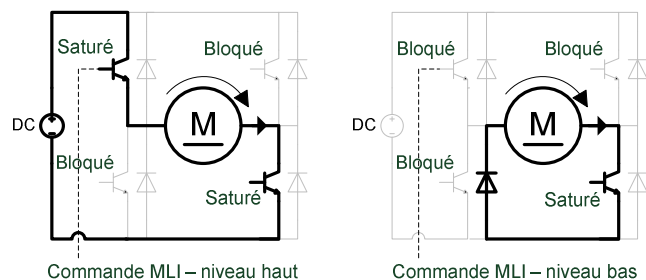 Saturé
Bloqué
DC
M
Bloqué
Saturé
Commande MLI – niveau haut
Bloqué
Bloqué
DC
M
Bloqué
Saturé
Commande MLI – niveau bas